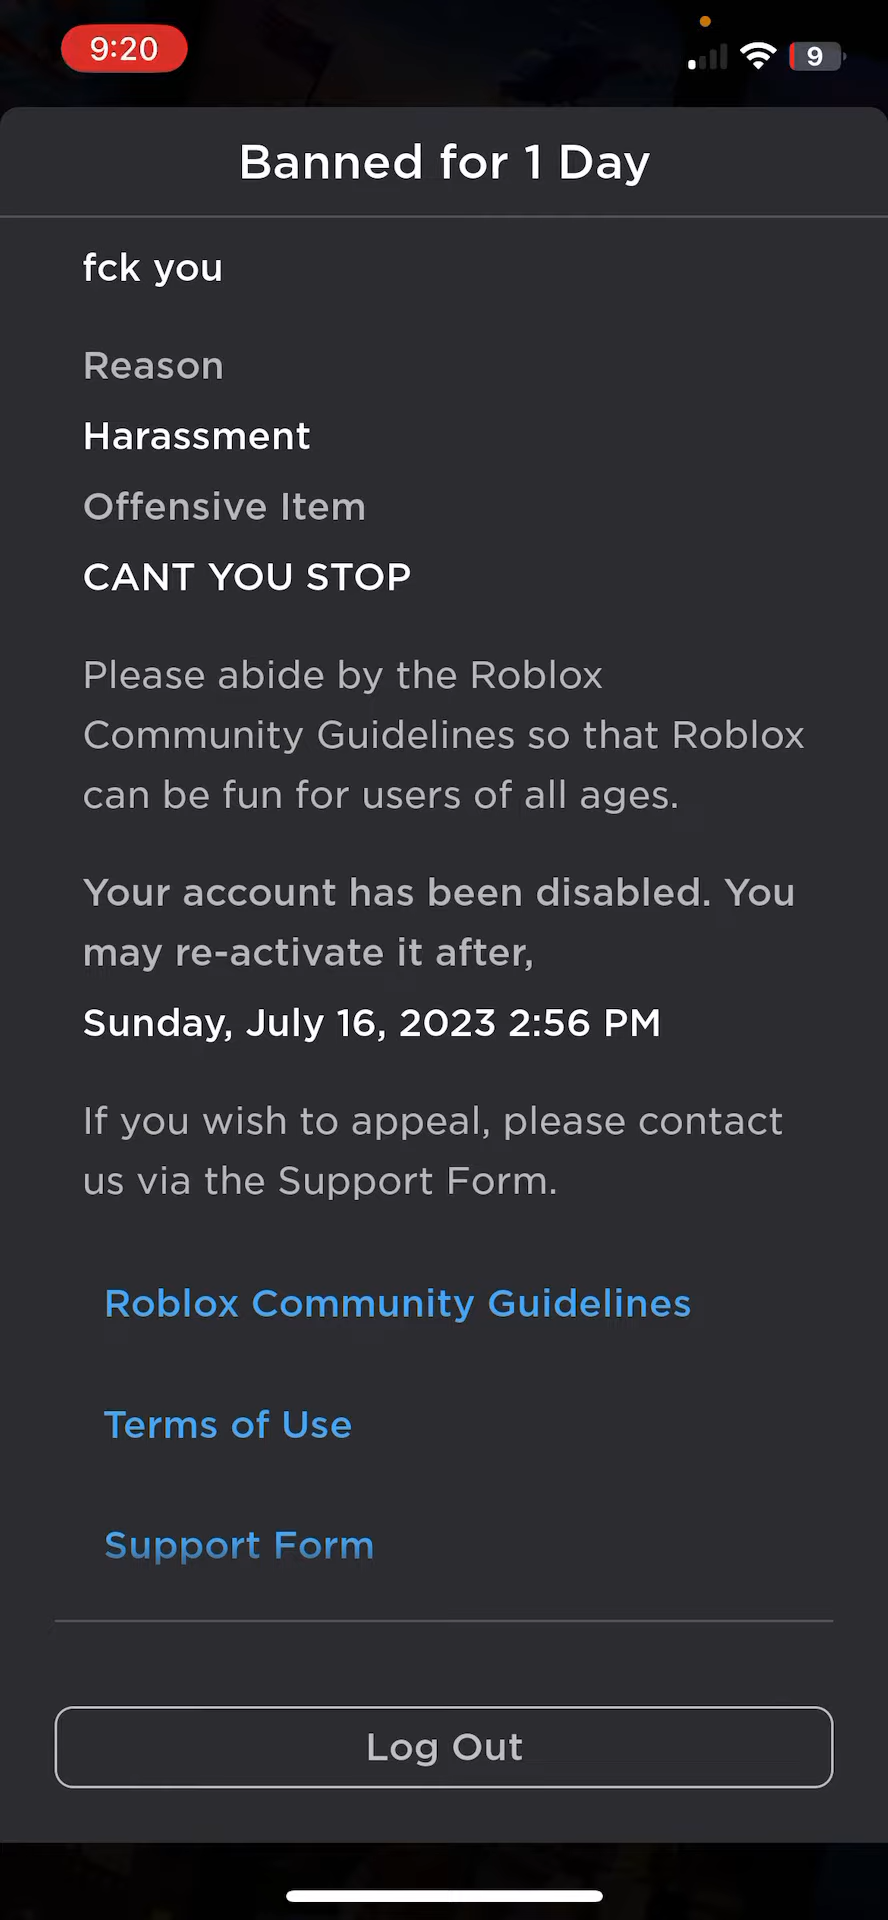 9:20
9
Banned for 1 Day
fck you
Reason
Harassment
Offensive Item
CANT YOU STOP
Please abide by the Roblox
Community Guidelines so that Roblox
can be fun for users of all ages.
Your account has been disabled. You
may re-activate it after,
Sunday, July 16, 2023 2:56 PM
If you wish to appeal, please contact
us via the Support Form.
Roblox Community Guidelines
Terms of Use
Support Form
Log Out